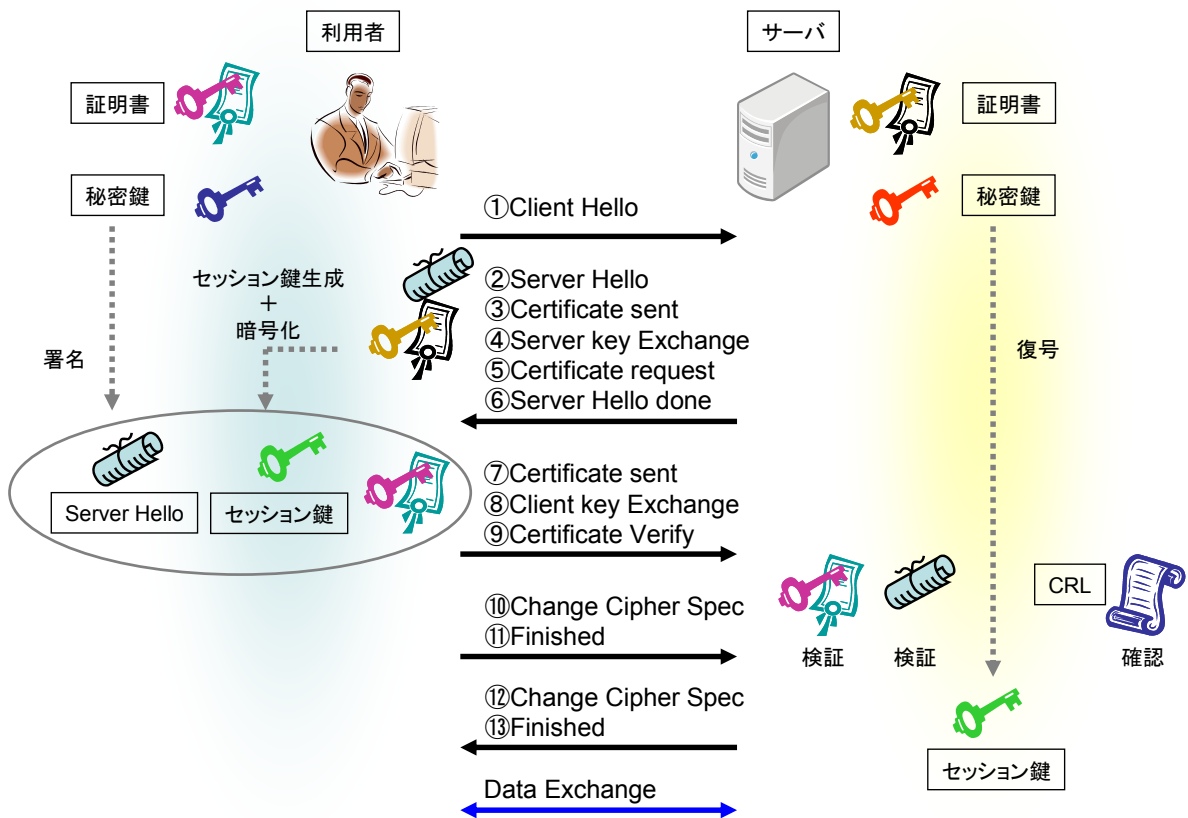 利用者
サーバ
証明書
証明書
秘密鍵
秘密鍵
①Client Hello
セッション鍵生成
＋
暗号化
②Server Hello
③Certificate sent
④Server key Exchange
⑤Certificate request
⑥Server Hello done
署名
復号
Server Hello
セッション鍵
⑦Certificate sent
⑧Client key Exchange
⑨Certificate Verify
⑩Change Cipher Spec
⑪Finished
CRL
検証
検証
確認
⑫Change Cipher Spec
⑬Finished
セッション鍵
Data Exchange